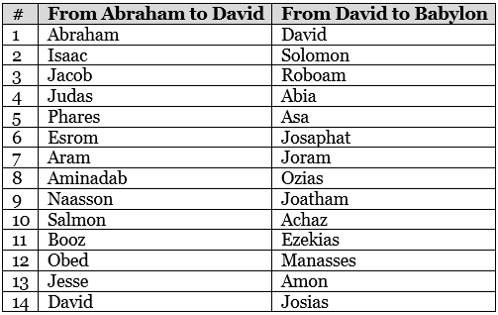 # From Abraham to David From David to Babylon
1 Abraham David
2 Isaac Solomon
3 Jacob Roboam
4 Judas Abia
5 Phares Asa
6 Esrom Josaphat
7 Aram Joram
8 Aminadab Ozias
9 Naasson Joatham
10 Salmon Achaz
11 Booz Ezekias
12 Obed Manasses
13 Jesse Amon
14 David Josias